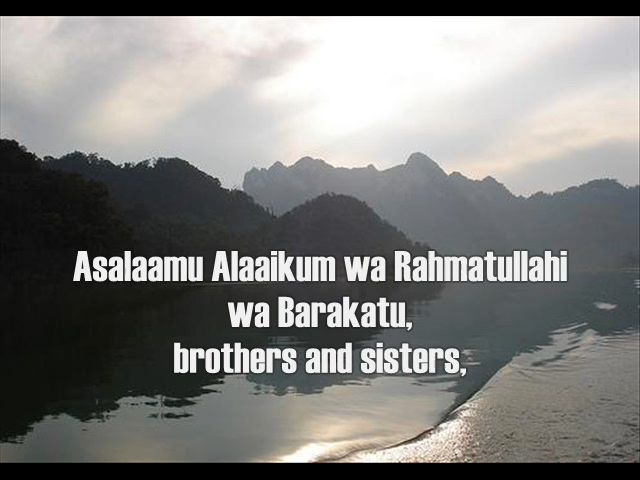 Asalaamu Alaaikum wa Rahmatullahi
wa Barakatu,
brothers and sisters,